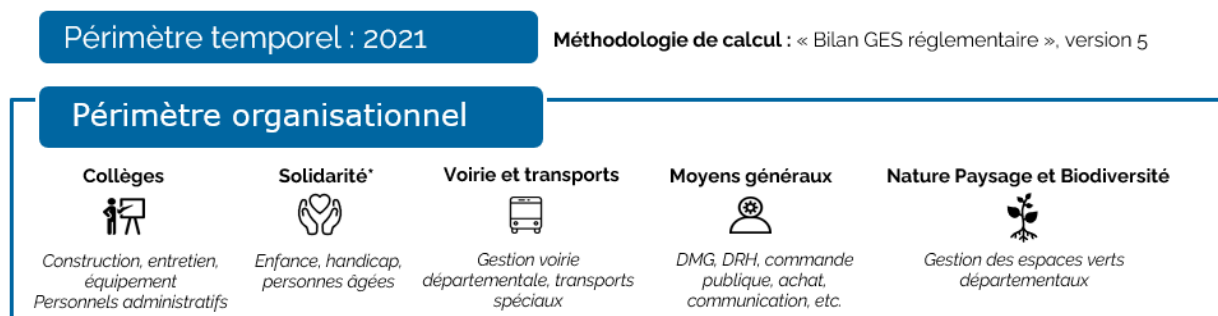 Périmètre temporel : 2021
Méthodologie de calcul : « Bilan GES réglementaire », version 5
Périmètre organisationnel
Collèges
Construction, entretien,
équipement
Personnels administratifs
Solidarité*
Enfance, handicap,
personnes âgées
Voirie et transports
Gestion voirie
départementale, transports
spéciaux
Moyens généraux
DMG, DRH, commande
publique, achat,
communication, etc.
Nature Paysage et Biodiversité
Gestion des espaces verts
départementaux